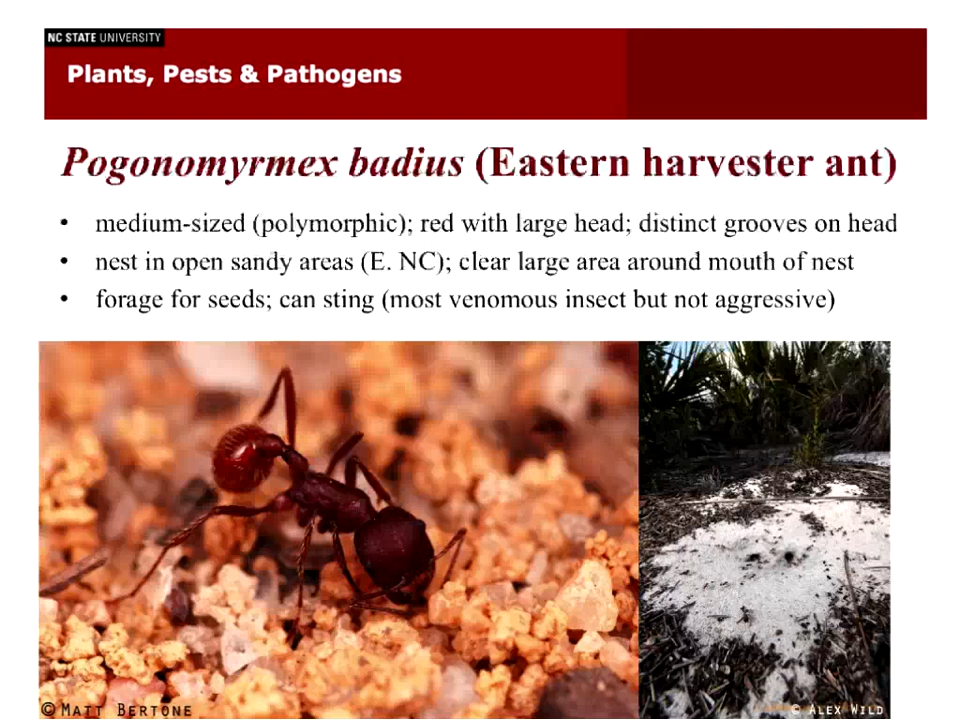 NC STATE UNIVERSITY
Plants, Pests & Pathogens
Pogonomyrmex badius (Eastern harvester ant)
• medium-sized (polymorphic); red with large head; distinct grooves on head
• nest in open sandy areas (E. NC); clear large area around mouth of nest
• forage for seeds; can sting (most venomous insect but not aggressive)
© MATT BERTONE
© ALEX WILD